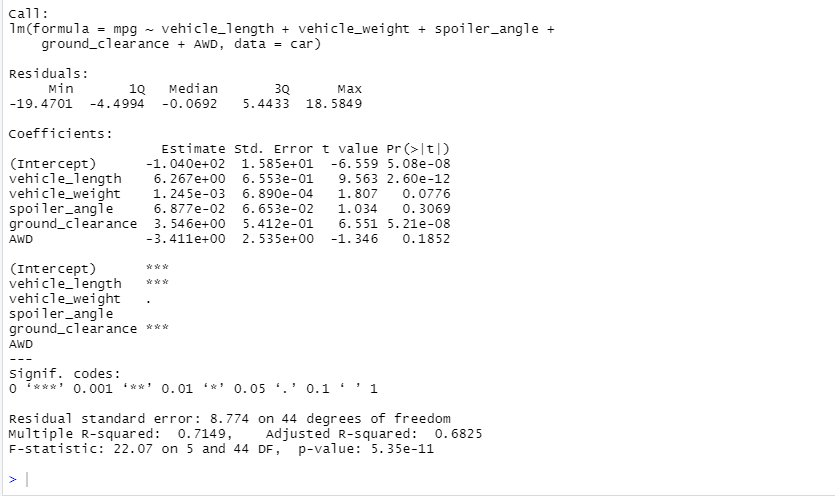 Call:
lm(formula = mpg ~ vehicle_length + vehicle_weight + spoiler_angle +
    ground_clearance + AWD, data = car)

Residuals:
     Min       1Q   Median       3Q      Max
-19.4701  -4.4994  -0.0692   5.4433  18.5849

Coefficients:
                   Estimate Std. Error t value Pr(>|t|)
(Intercept)      -1.040e+02  1.585e+01  -6.559 5.08e-08
vehicle_length    6.267e+00  6.553e-01   9.563 2.60e-12
vehicle_weight    1.245e-03  6.890e-04   1.807   0.0776
spoiler_angle     6.877e-02  6.653e-02   1.034   0.3069
ground_clearance  3.546e+00  5.412e-01   6.551 5.21e-08
AWD              -3.411e+00  2.535e+00  -1.346   0.1852

(Intercept)      ***
vehicle_length   ***
vehicle_weight   .
spoiler_angle
ground_clearance ***
AWD
---
Signif. codes:
0 ‘***’ 0.001 ‘**’ 0.01 ‘*’ 0.05 ‘.’ 0.1 ‘ ’ 1

Residual standard error: 8.774 on 44 degrees of freedom
Multiple R-squared:  0.7149,    Adjusted R-squared:  0.6825
F-statistic: 22.07 on 5 and 44 DF,  p-value: 5.35e-11

>